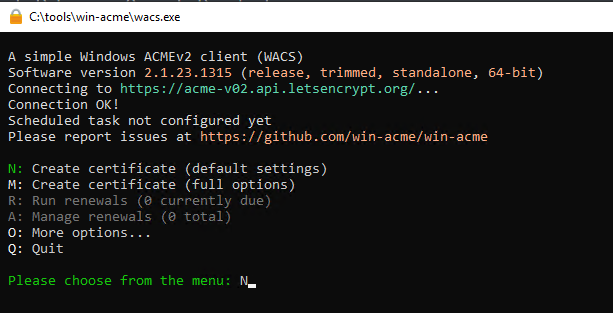 C:\tools\win-acme\wacs.exe
A simple Windows ACMEv2 client (WACS)
Software version 2.1.23.1315 (release, trimmed, standalone, 64-bit)
Connecting to https://acme-v02.api.letsencrypt.org/...
Connection OK!
Scheduled task not configured yet
Please report issues at https://github.com/win-acme/win-acme
N: Create certificate (default settings)
M: Create certificate (full options)
R: Run renewals (0 currently due)
A: Manage renewals (0 total)
O: More options...
Q: Quit
Please choose from the menu: N